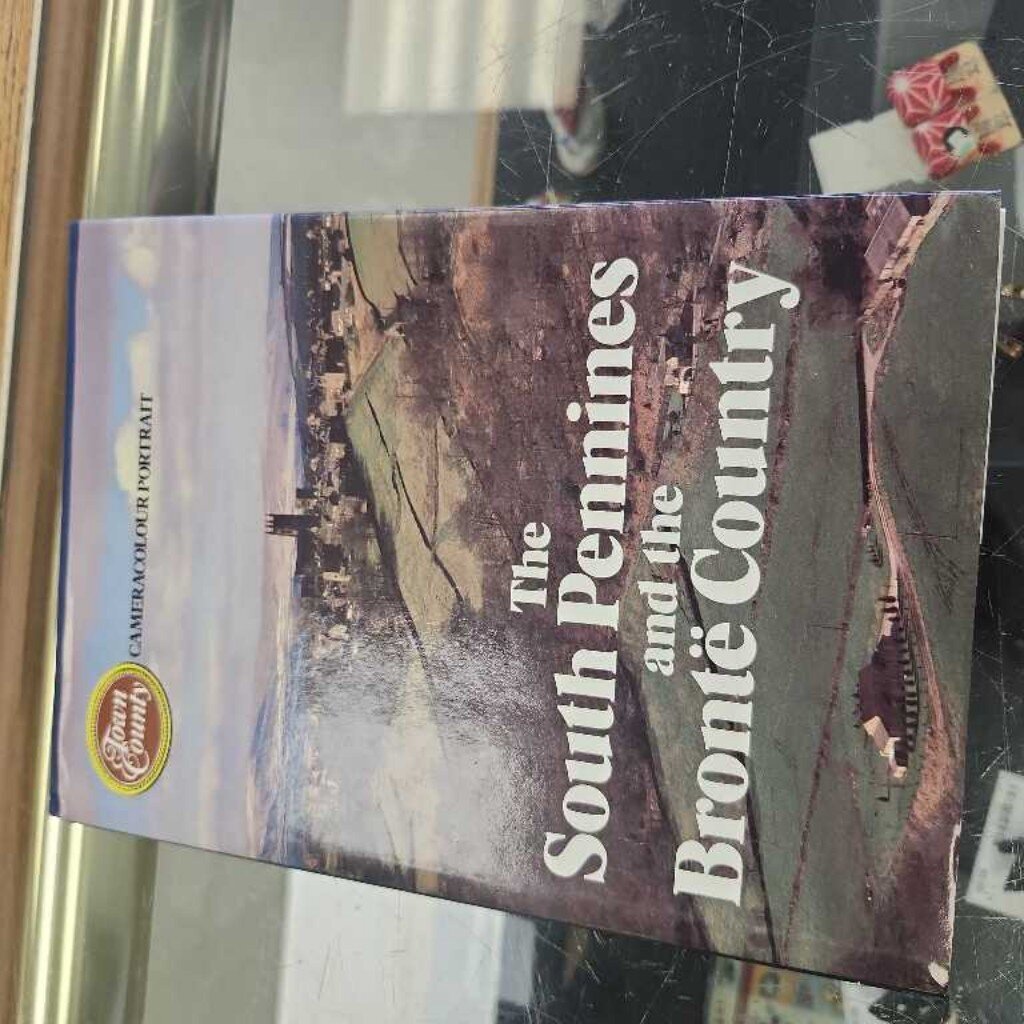 Town
County
CAMERACOLOUR PORTRAIT
The
South Pennines
and the
Brontë Country